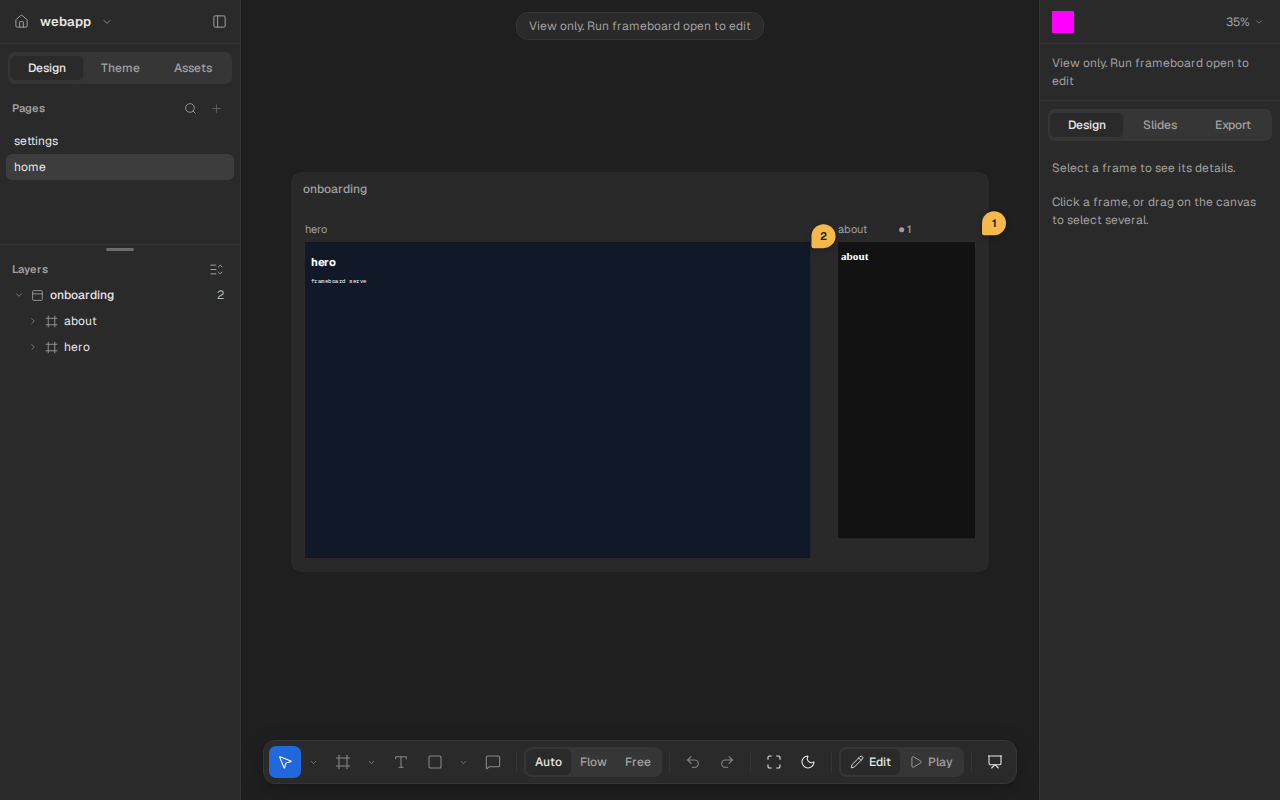 webapp
Design Theme Assets
Pages
settings
home
Layers
onboarding 2
about
hero
View only. Run frameboard open to edit
onboarding
hero
2
about
1
1
hero
frameboard serve
about
Auto Flow Free
Edit Play
35%
View only. Run frameboard open to
edit
Design Slides Export
Select a frame to see its details.
Click a frame, or drag on the canvas
to select several.